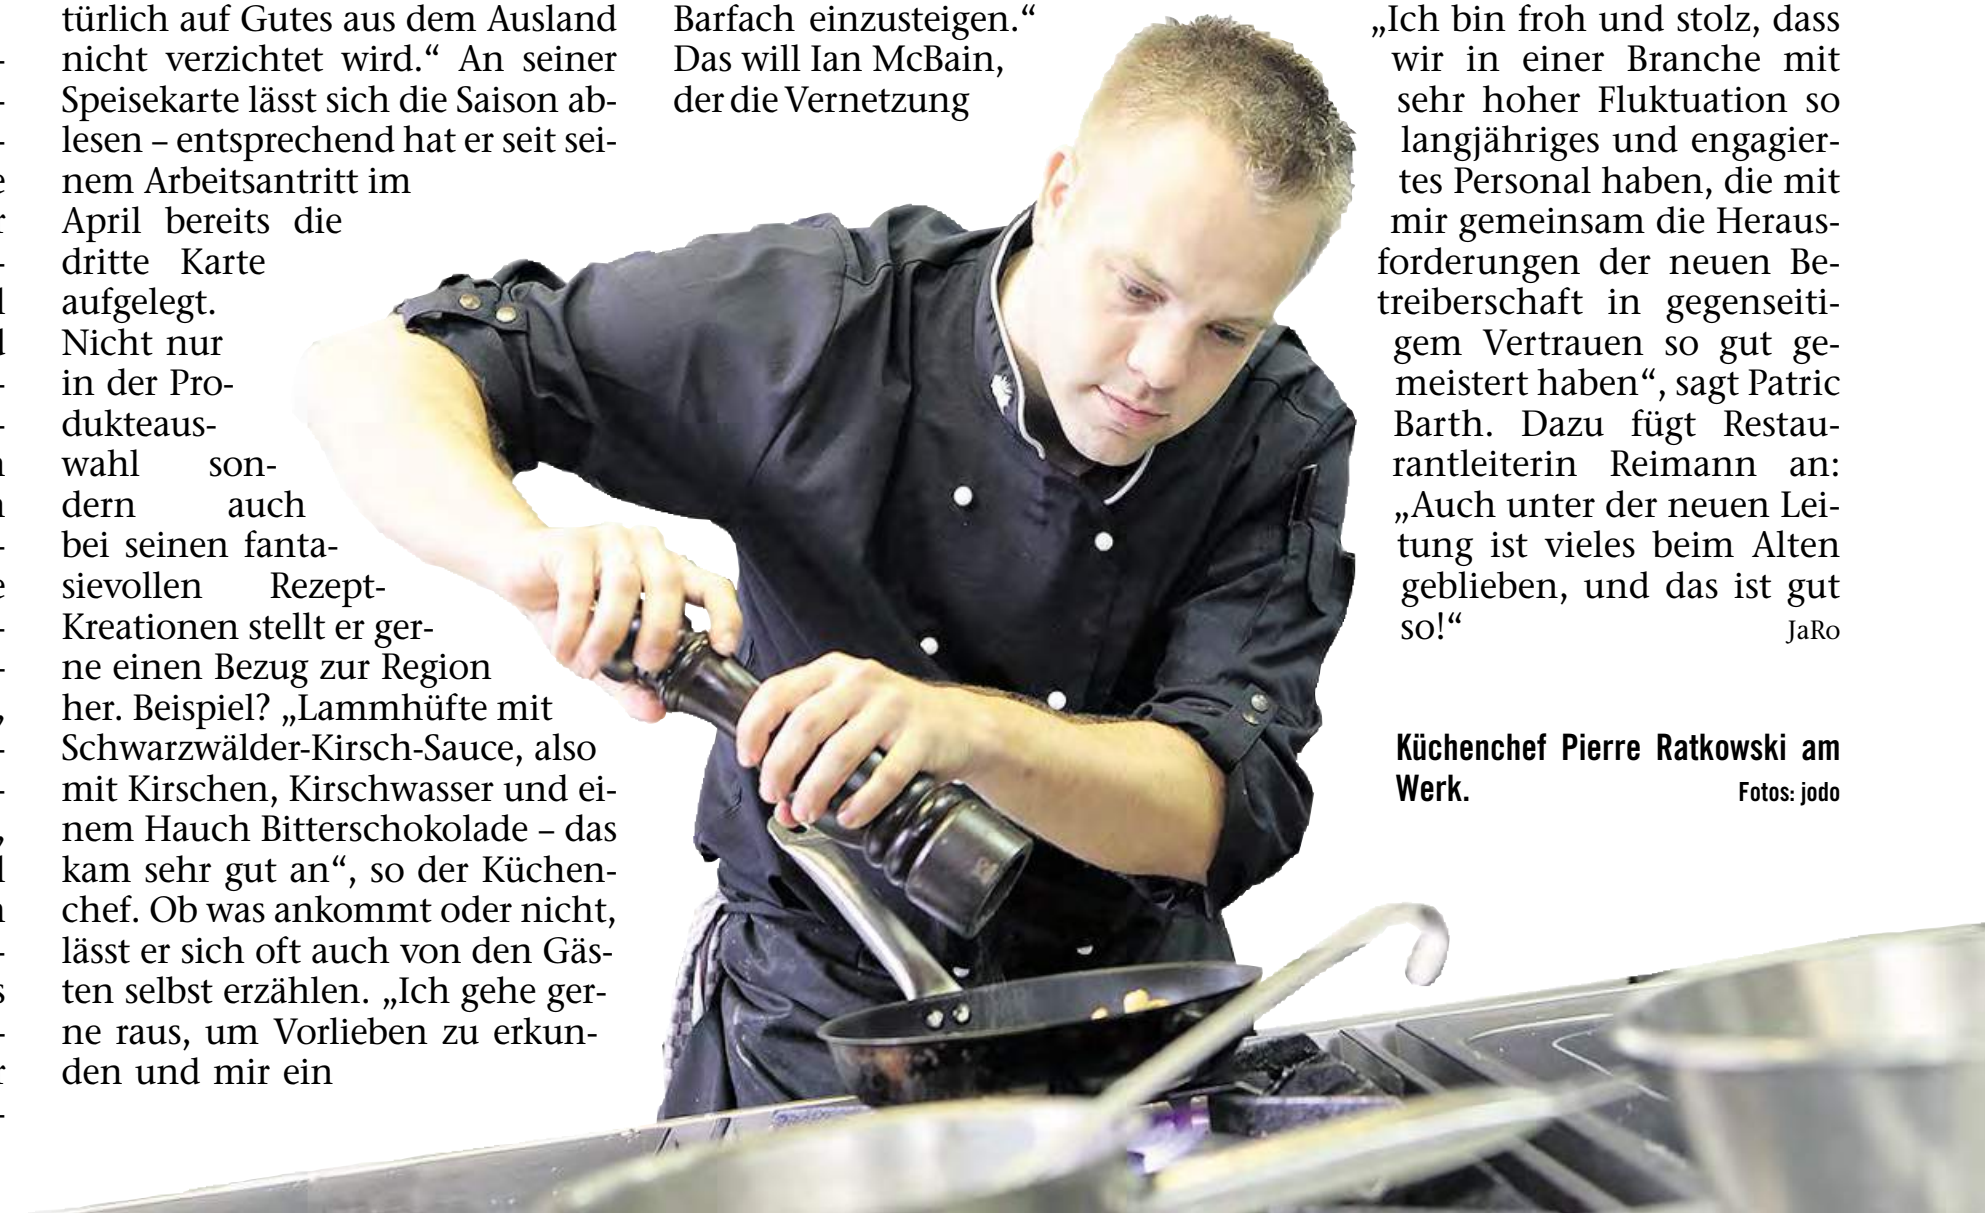 türlich auf Gutes aus dem Ausland
nicht verzichtet wird.“ An seiner
Speisekarte lässt sich die Saison ab-
lesen – entsprechend hat er seit sei-
nem Arbeitsantritt im
April bereits die
dritte Karte
aufgelegt.
Nicht nur
in der Pro-
dukteaus-
wahl son-
dern auch
bei seinen fanta-
sievollen Rezept-
Kreationen stellt er ger-
ne einen Bezug zur Region
her. Beispiel? „Lammhüfte mit
Schwarzwälder-Kirsch-Sauce, also
mit Kirschen, Kirschwasser und ei-
nem Hauch Bitterschokolade – das
kam sehr gut an“, so der Küchen-
chef. Ob was ankommt oder nicht,
lässt er sich oft auch von den Gäs-
ten selbst erzählen. „Ich gehe ger-
ne raus, um Vorlieben zu erkun-
den und mir ein
Barfach einzusteigen.“
Das will Ian McBain,
der die Vernetzung
„Ich bin froh und stolz, dass
wir in einer Branche mit
sehr hoher Fluktuation so
langjähriges und engagier-
tes Personal haben, die mit
mir gemeinsam die Heraus-
forderungen der neuen Be-
treiberschaft in gegenseiti-
gem Vertrauen so gut ge-
meistert haben“, sagt Patric
Barth. Dazu fügt Restau-
rantleiterin Reimann an:
„Auch unter der neuen Lei-
tung ist vieles beim Alten
geblieben, und das ist gut
so!“ JaRo
Küchenchef Pierre Ratkowski am
Werk. Fotos: jodo